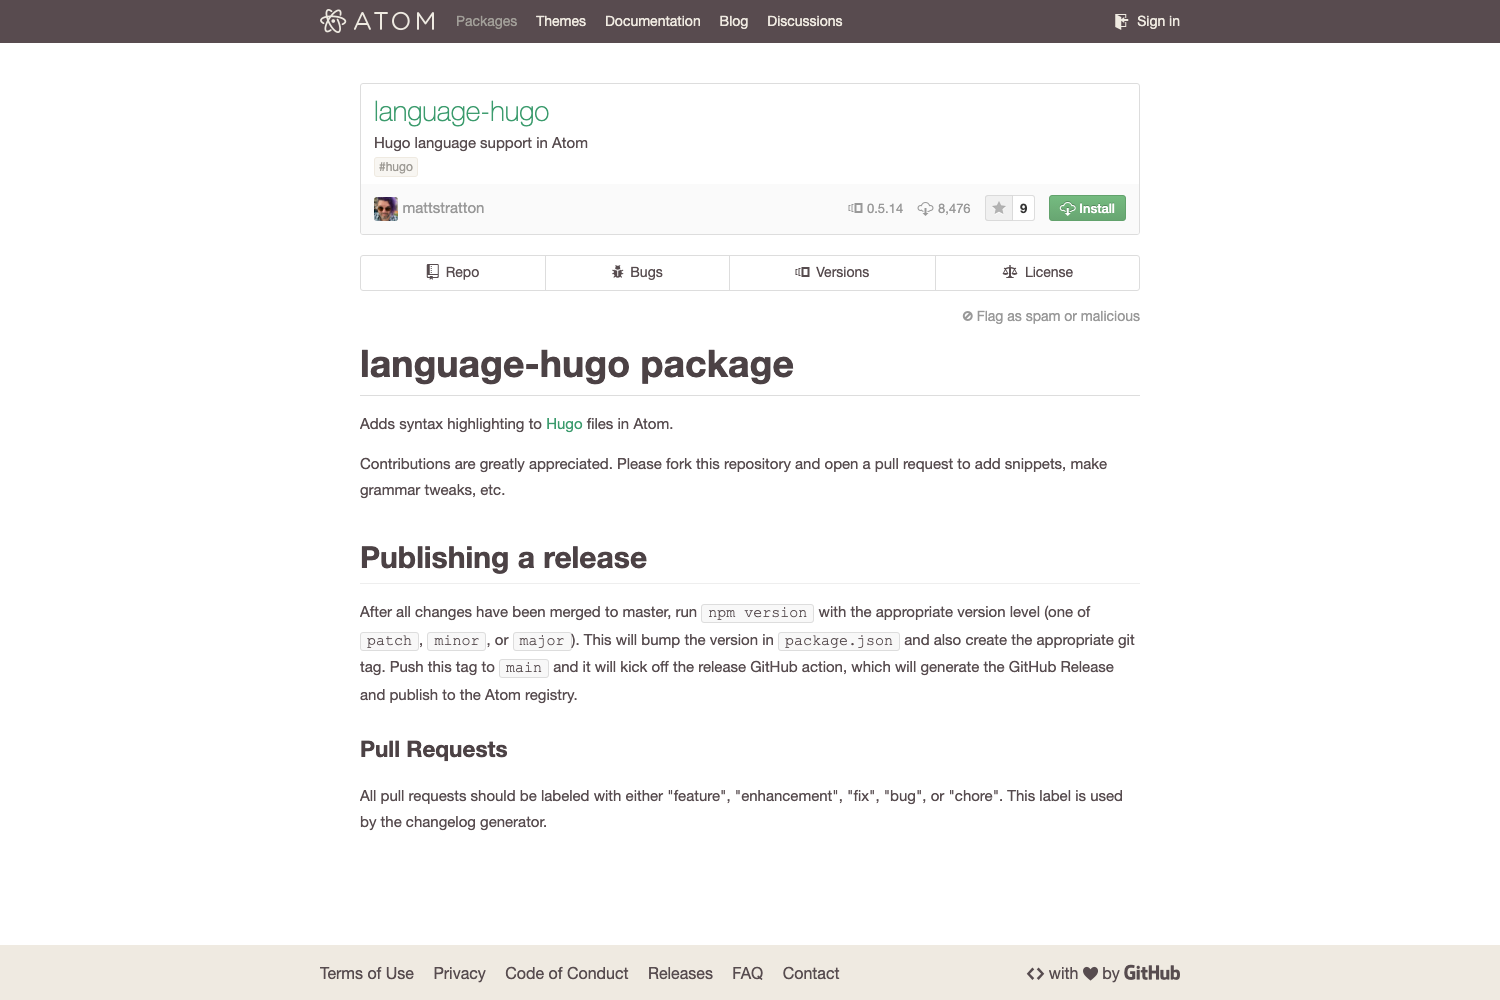 ATOM Packages Themes Documentation Blog Discussions Sign in
language-hugo
Hugo language support in Atom
#hugo
mattstratton 0.5.14 8,476 9 Install
Repo Bugs Versions License
Flag as spam or malicious
language-hugo package
Adds syntax highlighting to Hugo files in Atom.
Contributions are greatly appreciated. Please fork this repository and open a pull request to add snippets, make
grammar tweaks, etc.
Publishing a release
After all changes have been merged to master, run npm version with the appropriate version level (one of
patch, minor, or major). This will bump the version in package.json and also create the appropriate git
tag. Push this tag to main and it will kick off the release GitHub action, which will generate the GitHub Release
and publish to the Atom registry.
Pull Requests
All pull requests should be labeled with either "feature", "enhancement", "fix", "bug", or "chore". This label is used
by the changelog generator.
Terms of Use Privacy Code of Conduct Releases FAQ Contact with by GitHub